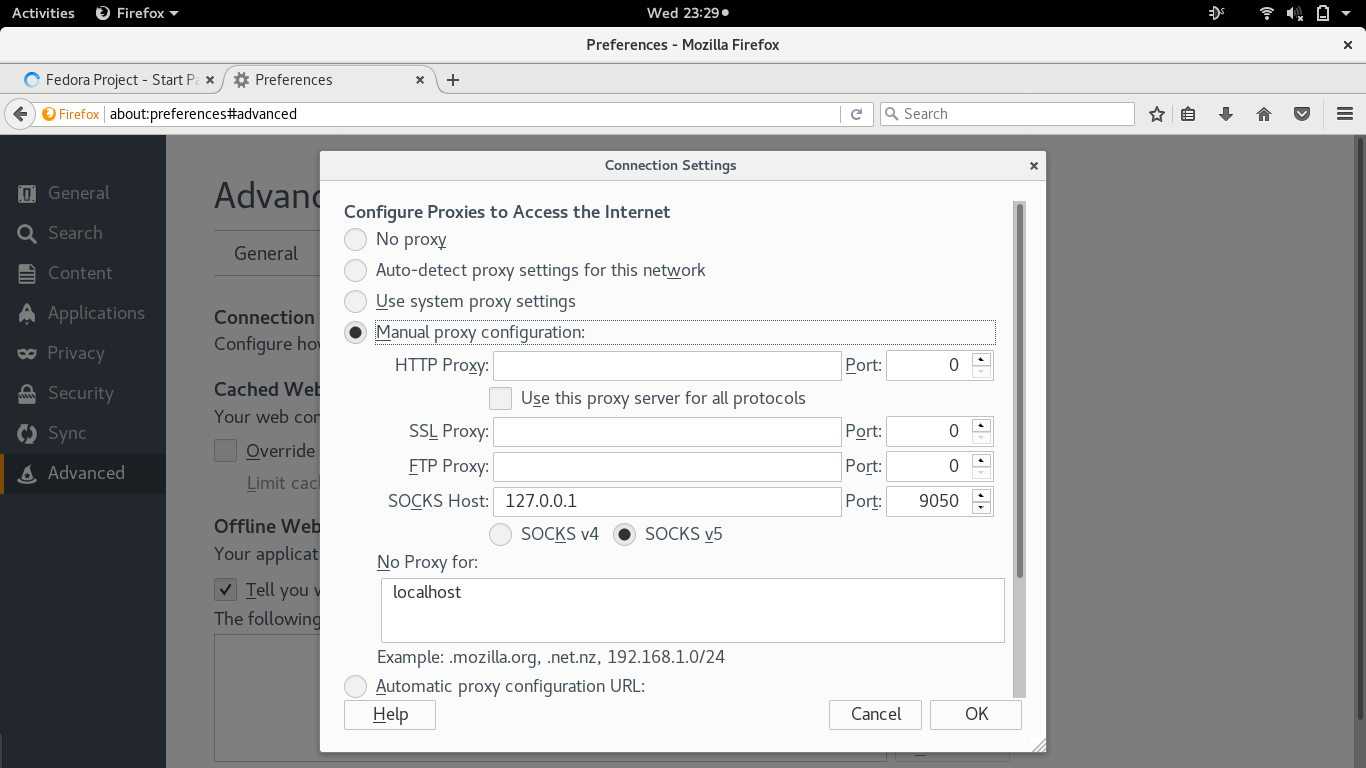 Activities Firefox Wed 23:29
Preferences - Mozilla Firefox
Fedora Project - Start Pa Preferences
Firefox about:preferences#advanced Search
Connection Settings
General
Search
Content
Applications
Privacy
Security
Sync
Advanced
Advanc
General
Connection
Configure how
Cached Web
Your web con
Override
Limit cac
Offline Web
Your applicat
Tell you w
The following
Configure Proxies to Access the Internet
No proxy
Auto-detect proxy settings for this network
Use system proxy settings
Manual proxy configuration:
HTTP Proxy: Port: 0
Use this proxy server for all protocols
SSL Proxy: Port: 0
FTP Proxy: Port: 0
SOCKS Host: 127.0.0.1 Port: 9050
SOCKS v4 SOCKS v5
No Proxy for:
localhost
Example: .mozilla.org, .net.nz, 192.168.1.0/24
Automatic proxy configuration URL:
Help Cancel OK